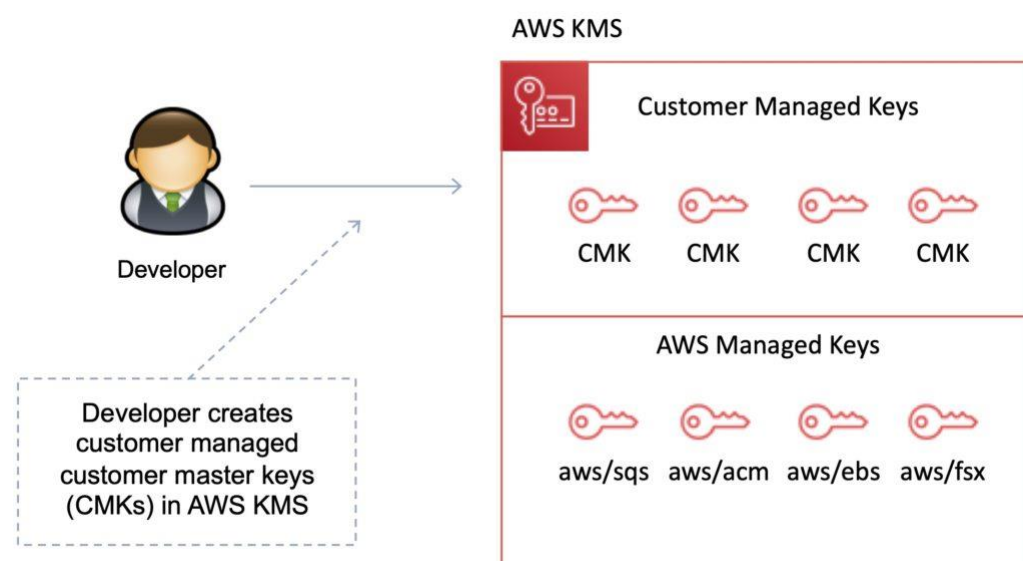 AWS KMS
Customer Managed Keys
CMK CMK CMK CMK
Developer
AWS Managed Keys
aws/sqs aws/acm aws/ebs aws/fsx
Developer creates
customer managed
customer master keys
(CMKs) in AWS KMS